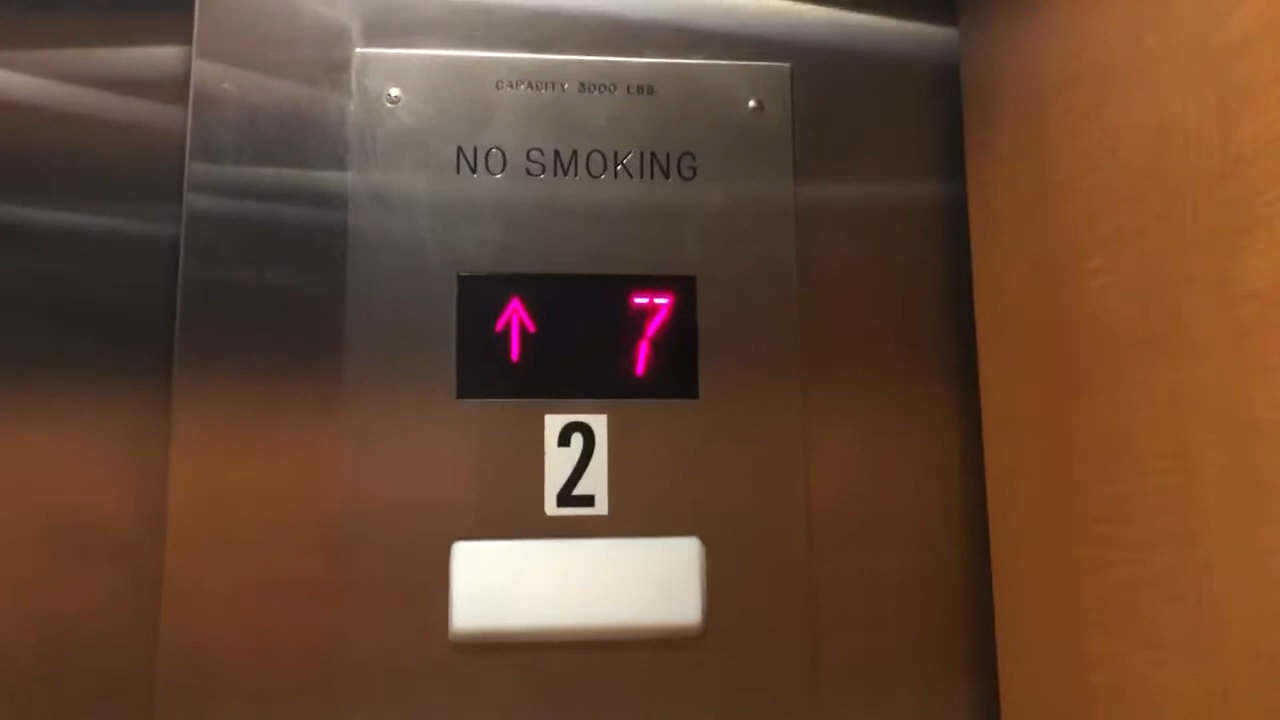 CAPACITY 3000 LBS.
NO SMOKING
↑ 7
2